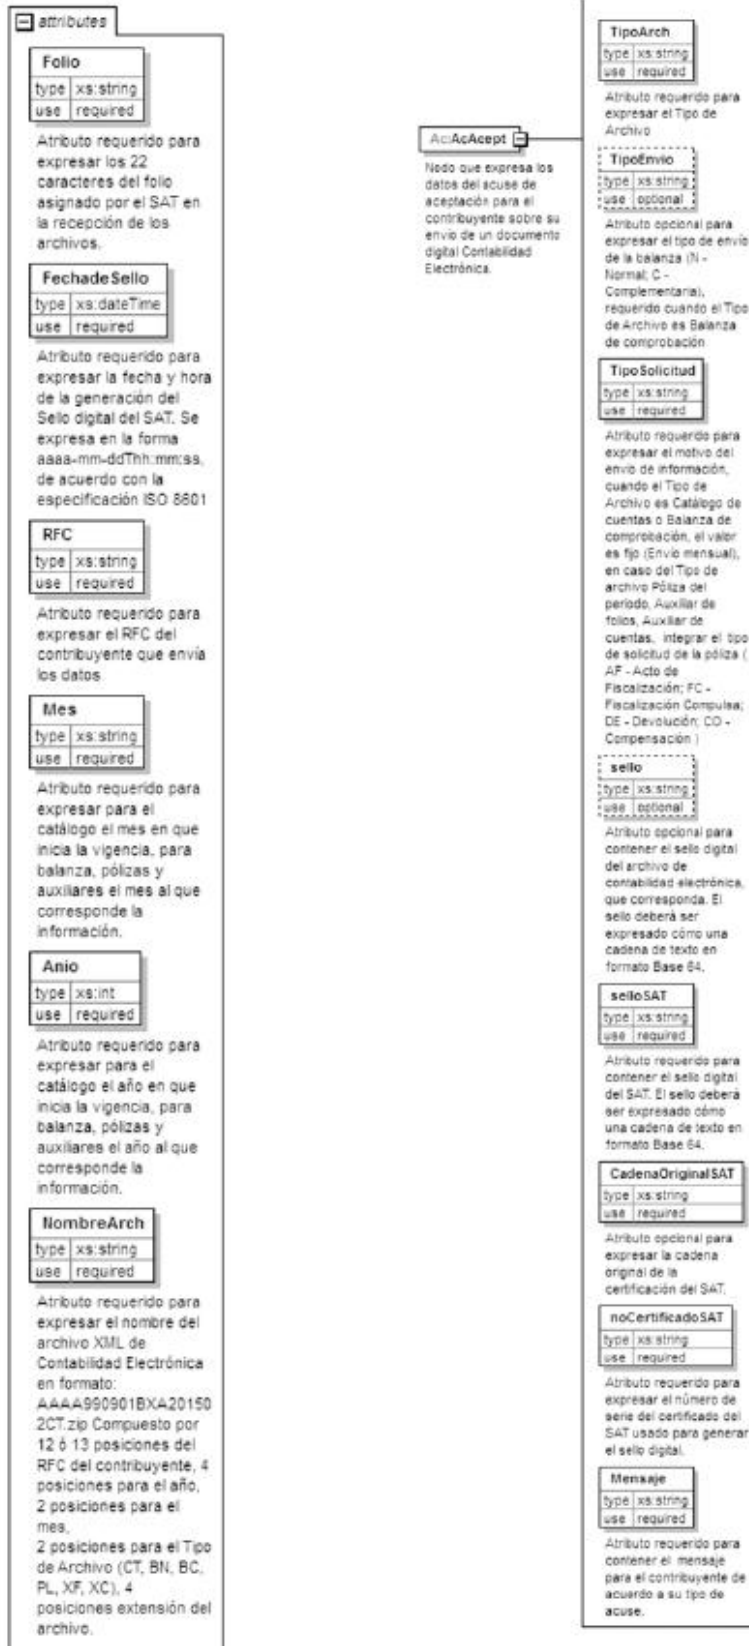 attributes
Folio
type xs:string
use required
Atributo requerido para
expresar los 22
caracteres del folio
asignado por el SAT en
la recepción de los
archivos.
FechadeSello
type xs:dateTime
use required
Atributo requerido para
expresar la fecha y hora
de la generación del
Sello digital del SAT. Se
expresa en la forma
aaaa-mm-ddThh:mm:ss,
de acuerdo con la
especificación ISO 8601
RFC
type xs:string
use required
Atributo requerido para
expresar el RFC del
contribuyente que envía
los datos
Mes
type xs:string
use required
Atributo requerido para
expresar para el
catálogo el mes en que
inicia la vigencia, para
balanza, pólizas y
auxiliares el mes al que
corresponde la
información.
Anio
type xs:int
use required
Atributo requerido para
expresar para el
catálogo el año en que
inicia la vigencia, para
balanza, pólizas y
auxiliares el año al que
corresponde la
información.
NombreArch
type xs:string
use required
Atributo requerido para
expresar el nombre del
archivo XML de
Contabilidad Electrónica
en formato:
AAAA990901BXA20150
2CT.zip Compuesto por
12 ó 13 posiciones del
RFC del contribuyente, 4
posiciones para el año,
2 posiciones para el
mes,
2 posiciones para el Tipo
de Archivo (CT, BN, BC,
PL, XF, XC), 4
posiciones extensión del
archivo.
Ac:AcAcept
Nodo que expresa los
datos del acuse de
aceptación para el
contribuyente sobre su
envío de un documento
digital Contabilidad
Electrónica.
TipoArch
type xs:string
use required
Atributo requerido para
expresar el Tipo de
Archivo
TipoEnvio
type xs:string
use optional
Atributo opcional para
expresar el tipo de envío
de la balanza (N -
Normal; C -
Complementaria),
requerido cuando el Tipo
de Archivo es Balanza
de comprobación
TipoSolicitud
type xs:string
use required
Atributo requerido para
expresar el motivo del
envío de información,
cuando el Tipo de
Archivo es Catálogo de
cuentas o Balanza de
comprobación, el valor
es fijo (Envío mensual),
en caso del Tipo de
archivo Póliza del
periodo, Auxiliar de
folios, Auxiliar de
cuentas, integrar el tipo
de solicitud de la póliza (
AF - Acto de
Fiscalización; FC -
Fiscalización Compulsa;
DE - Devolución; CO -
Compensación )
sello
type xs:string
use optional
Atributo opcional para
contener el sello digital
del archivo de
contabilidad electrónica,
que corresponda. El
sello deberá ser
expresado cómo una
cadena de texto en
formato Base 64.
selloSAT
type xs:string
use required
Atributo requerido para
contener el sello digital
del SAT. El sello deberá
ser expresado cómo
una cadena de texto en
formato Base 64.
CadenaOriginalSAT
type xs:string
use required
Atributo opcional para
expresar la cadena
original de la
certificación del SAT.
noCertificadoSAT
type xs:string
use required
Atributo requerido para
expresar el número de
serie del certificado del
SAT usado para generar
el sello digital.
Mensaje
type xs:string
use required
Atributo requerido para
contener el mensaje
para el contribuyente de
acuerdo a su tipo de
acuse.